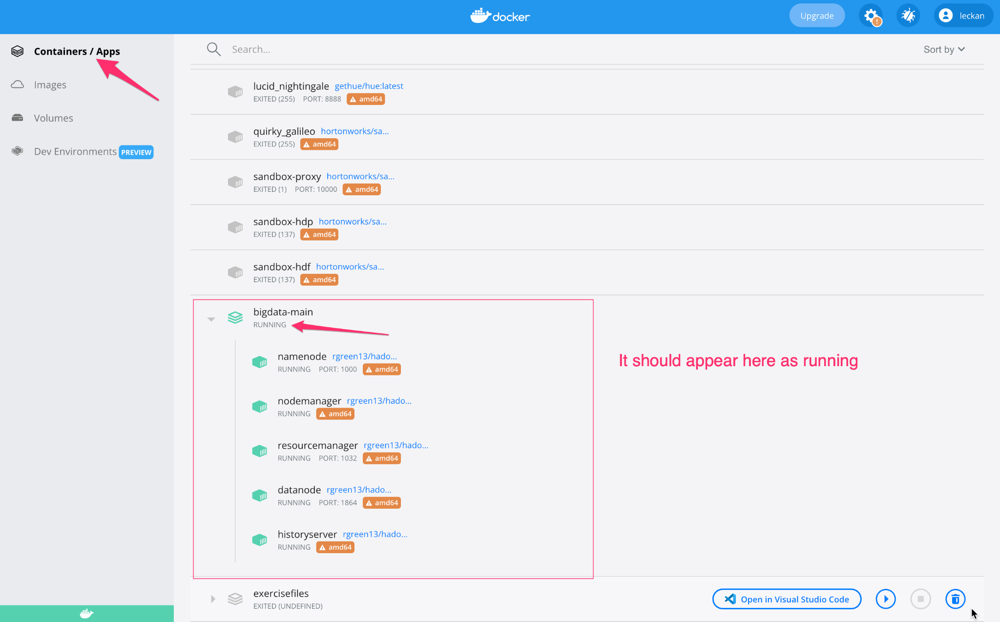 docker
Upgrade
!
leckan
Containers / Apps
Images
Volumes
Dev Environments PREVIEW
Search...
Sort by
lucid_nightingale gethue/hue:latest
EXITED (255) PORT: 8888 amd64
quirky_galileo hortonworks/sa...
EXITED (255) amd64
sandbox-proxy hortonworks/sa...
EXITED (1) PORT: 10000 amd64
sandbox-hdp hortonworks/sa...
EXITED (137) amd64
sandbox-hdf hortonworks/sa...
EXITED (137) amd64
bigdata-main
RUNNING
namenode rgreen13/hado...
RUNNING PORT: 1000 amd64
It should appear here as running
nodemanager rgreen13/hado...
RUNNING amd64
resourcemanager rgreen13/hado...
RUNNING PORT: 1032 amd64
datanode rgreen13/hado...
RUNNING PORT: 1864 amd64
historyserver rgreen13/hado...
RUNNING amd64
exercisefiles
EXITED (UNDEFINED)
Open in Visual Studio Code